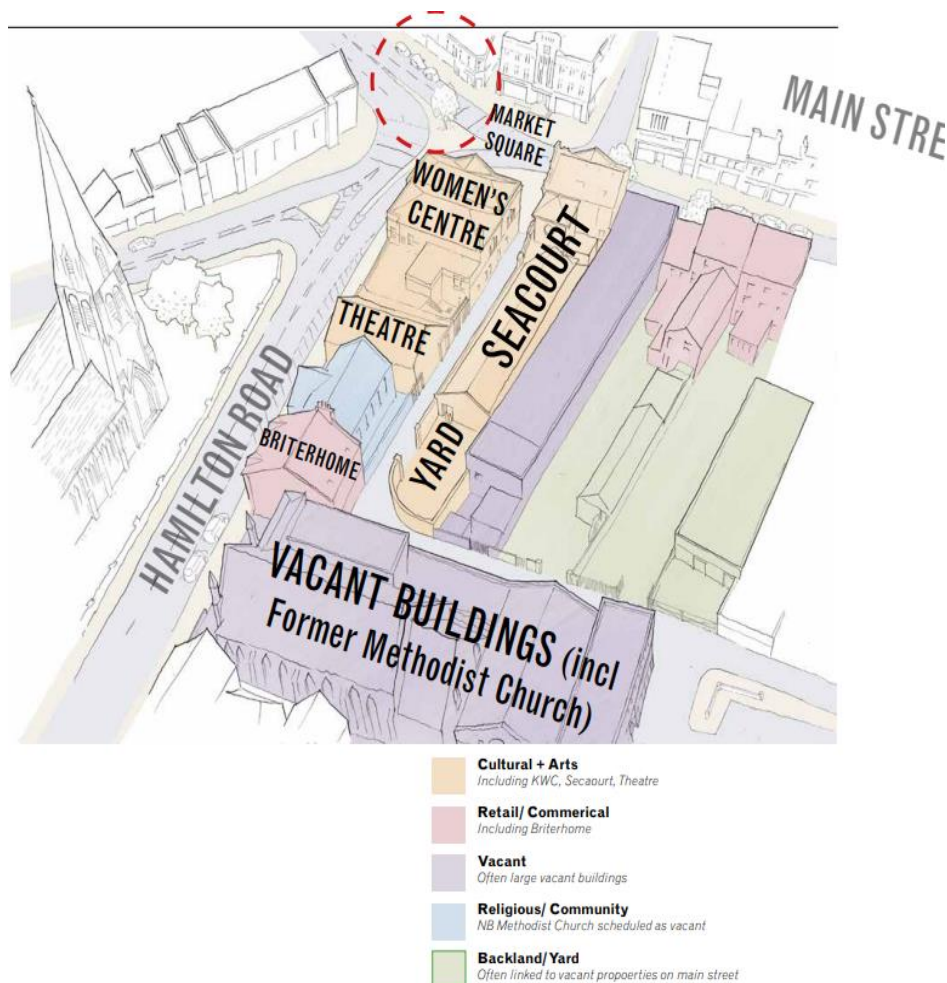 MAIN STRE
MARKET
SQUARE
WOMEN'S
CENTRE
SEACOURT
THEATRE
HAMILTON ROAD
BRITERHOME
YARD
VACANT BUILDINGS (incl
Former Methodist Church)
Cultural + Arts
Including KWC, Secaourt, Theatre
Retail/ Commerical
Including Briterhome
Vacant
Often large vacant buildings
Religious/ Community
NB Methodist Church scheduled as vacant
Backland/ Yard
Often linked to vacant propoerties on main street